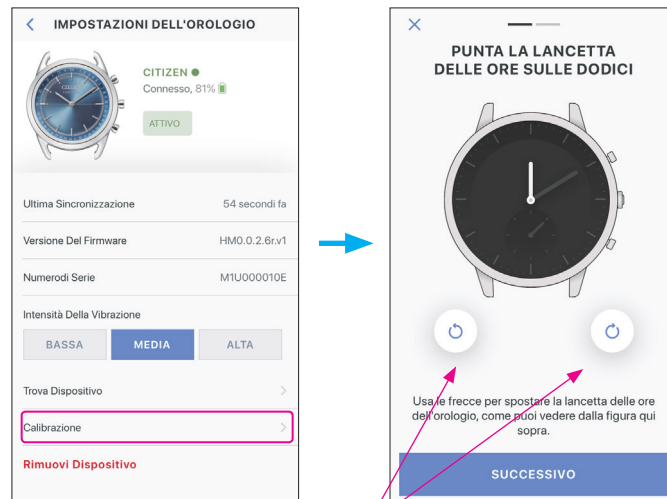 IMPOSTAZIONI DELL'OROLOGIO
CITIZEN
Connesso, 81%
ATTIVO
Ultima Sincronizzazione 54 secondi fa
Versione Del Firmware HM0.0.2.6r.v1
Numerodi Serie M1U000010E
Intensità Della Vibrazione
BASSA MEDIA ALTA
Trova Dispositivo
Calibrazione
Rimuovi Dispositivo
PUNTA LA LANCETTA
DELLE ORE SULLE DODICI
Usa le frecce per spostare la lancetta delle ore
dell'orologio, come puoi vedere dalla figura qui
sopra.
SUCCESSIVO